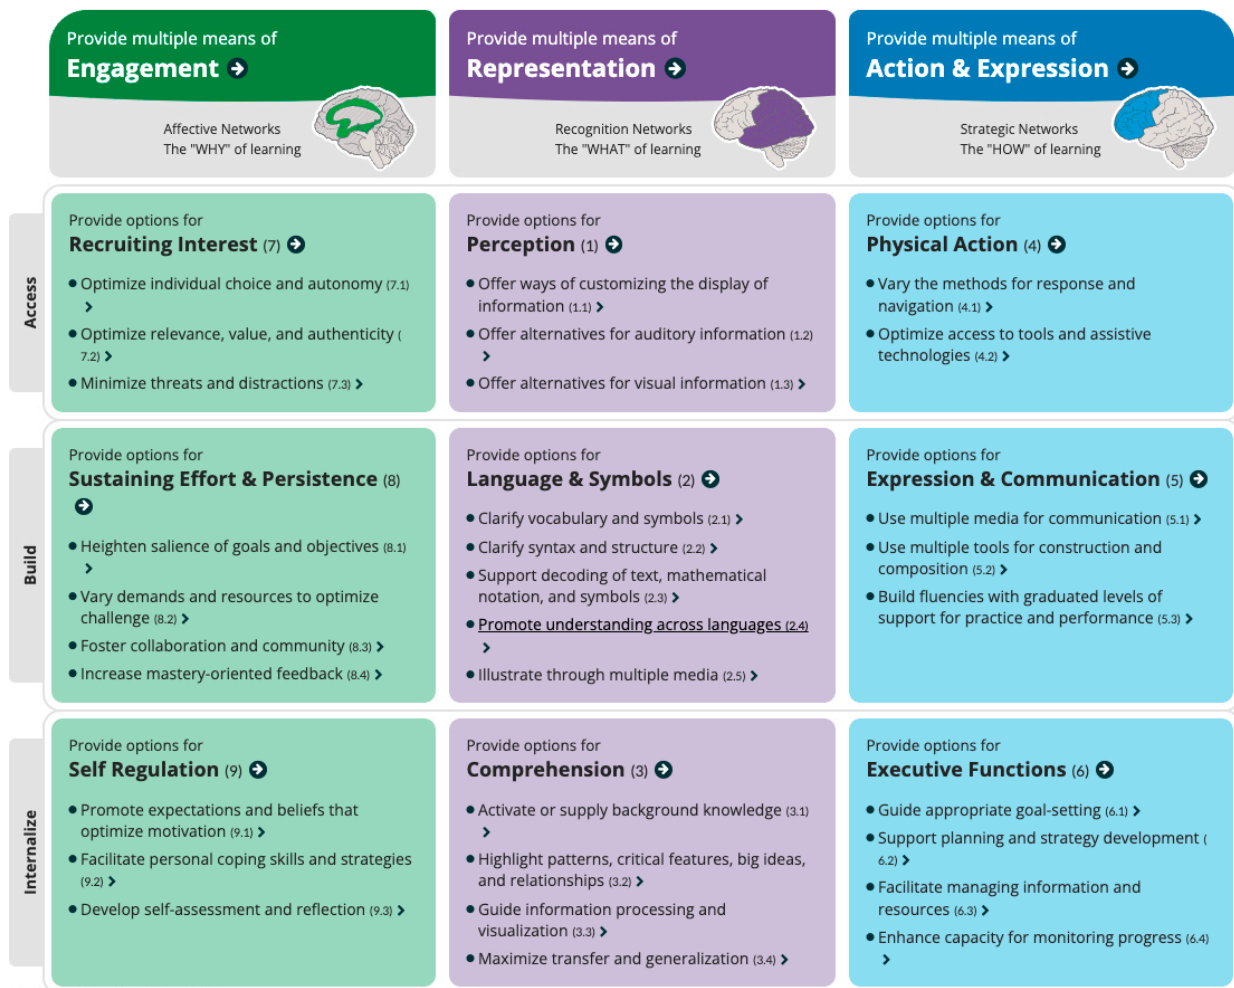 Provide multiple means of
Engagement
Affective Networks
The "WHY" of learning
Provide multiple means of
Representation
Recognition Networks
The "WHAT" of learning
Provide multiple means of
Action & Expression
Strategic Networks
The "HOW" of learning
Access
Provide options for
Recruiting Interest (7)
Optimize individual choice and autonomy (7.1)
Optimize relevance, value, and authenticity (
7.2)
Minimize threats and distractions (7.3)
Provide options for
Perception (1)
Offer ways of customizing the display of
information (1.1)
Offer alternatives for auditory information (1.2)
Offer alternatives for visual information (1.3)
Provide options for
Physical Action (4)
Vary the methods for response and
navigation (4.1)
Optimize access to tools and assistive
technologies (4.2)
Build
Provide options for
Sustaining Effort & Persistence (8)
Heighten salience of goals and objectives (8.1)
Vary demands and resources to optimize
challenge (8.2)
Foster collaboration and community (8.3)
Increase mastery-oriented feedback (8.4)
Provide options for
Language & Symbols (2)
Clarify vocabulary and symbols (2.1)
Clarify syntax and structure (2.2)
Support decoding of text, mathematical
notation, and symbols (2.3)
Promote understanding across languages (2.4)
Illustrate through multiple media (2.5)
Provide options for
Expression & Communication (5)
Use multiple media for communication (5.1)
Use multiple tools for construction and
composition (5.2)
Build fluencies with graduated levels of
support for practice and performance (5.3)
Internalize
Provide options for
Self Regulation (9)
Promote expectations and beliefs that
optimize motivation (9.1)
Facilitate personal coping skills and strategies
(9.2)
Develop self-assessment and reflection (9.3)
Provide options for
Comprehension (3)
Activate or supply background knowledge (3.1)
Highlight patterns, critical features, big ideas,
and relationships (3.2)
Guide information processing and
visualization (3.3)
Maximize transfer and generalization (3.4)
Provide options for
Executive Functions (6)
Guide appropriate goal-setting (6.1)
Support planning and strategy development (
6.2)
Facilitate managing information and
resources (6.3)
Enhance capacity for monitoring progress (6.4)